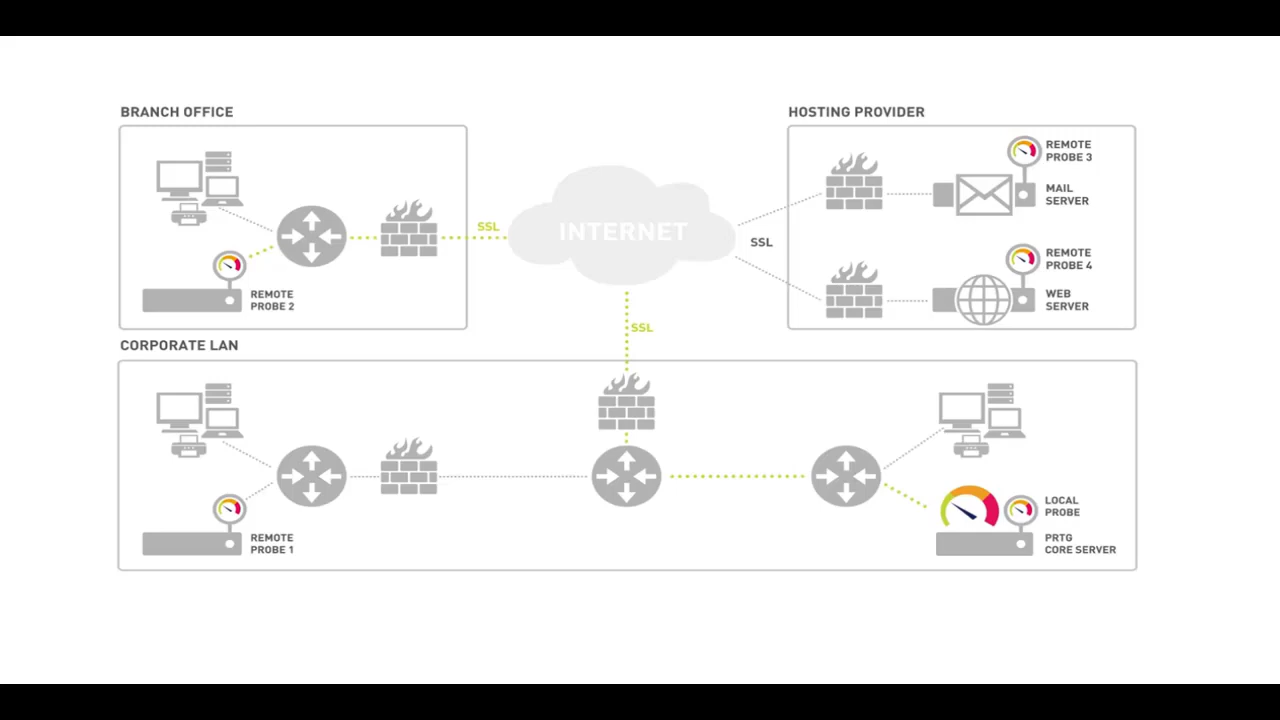 BRANCH OFFICE
HOSTING PROVIDER
REMOTE
PROBE 3
MAIL
SERVER
SSL
INTERNET
SSL
REMOTE
PROBE 4
REMOTE
PROBE 2
WEB
SERVER
SSL
CORPORATE LAN
LOCAL
PROBE
REMOTE
PROBE 1
PRTG
CORE SERVER